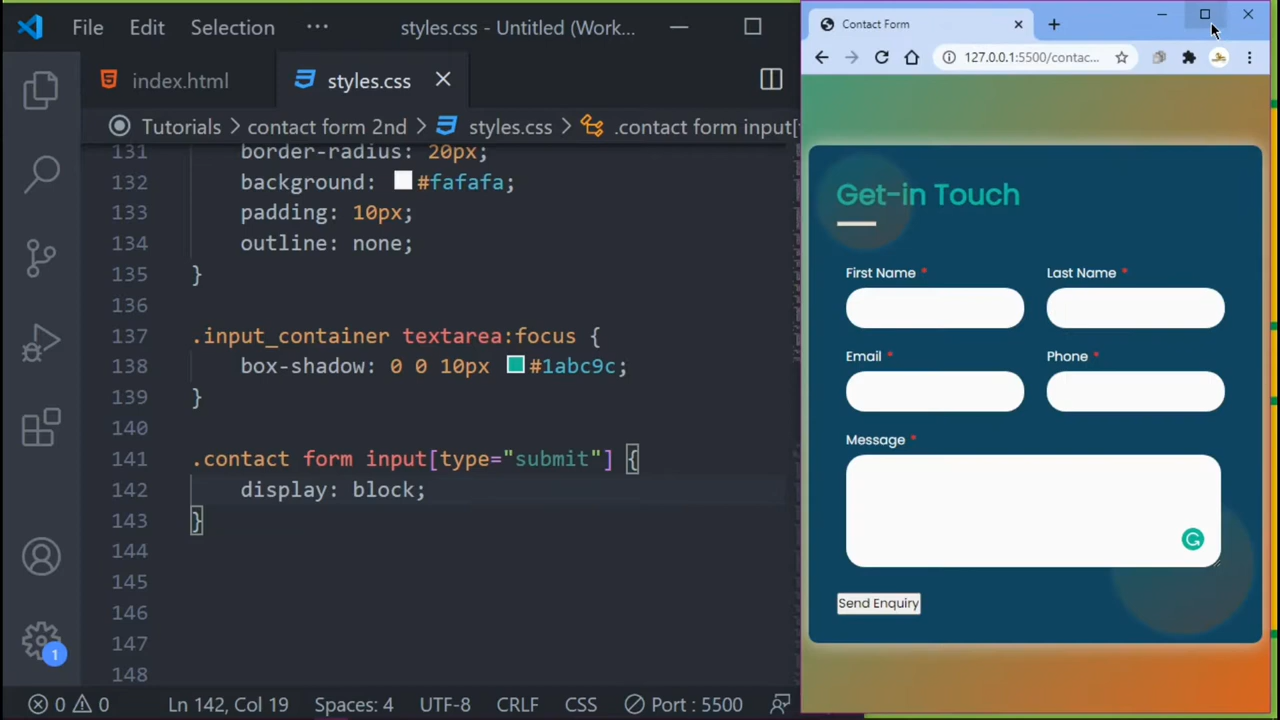 File Edit Selection ··· styles.css - Untitled (Work...
index.html styles.css
Tutorials > contact form 2nd > styles.css > .contact form input[
131 border-radius: 20px;
132 background: #fafafa;
133 padding: 10px;
134 outline: none;
135 }
136
137 .input_container textarea:focus {
138 box-shadow: 0 0 10px #1abc9c;
139 }
140
141 .contact form input[type="submit"] {
142 display: block;
143 }
144
145
146
147
148
1
0 0 Ln 142, Col 19 Spaces: 4 UTF-8 CRLF CSS Port : 5500
Contact Form
127.0.0.1:5500/contac...
Get-in Touch
First Name * Last Name *
Email * Phone *
Message *
Send Enquiry